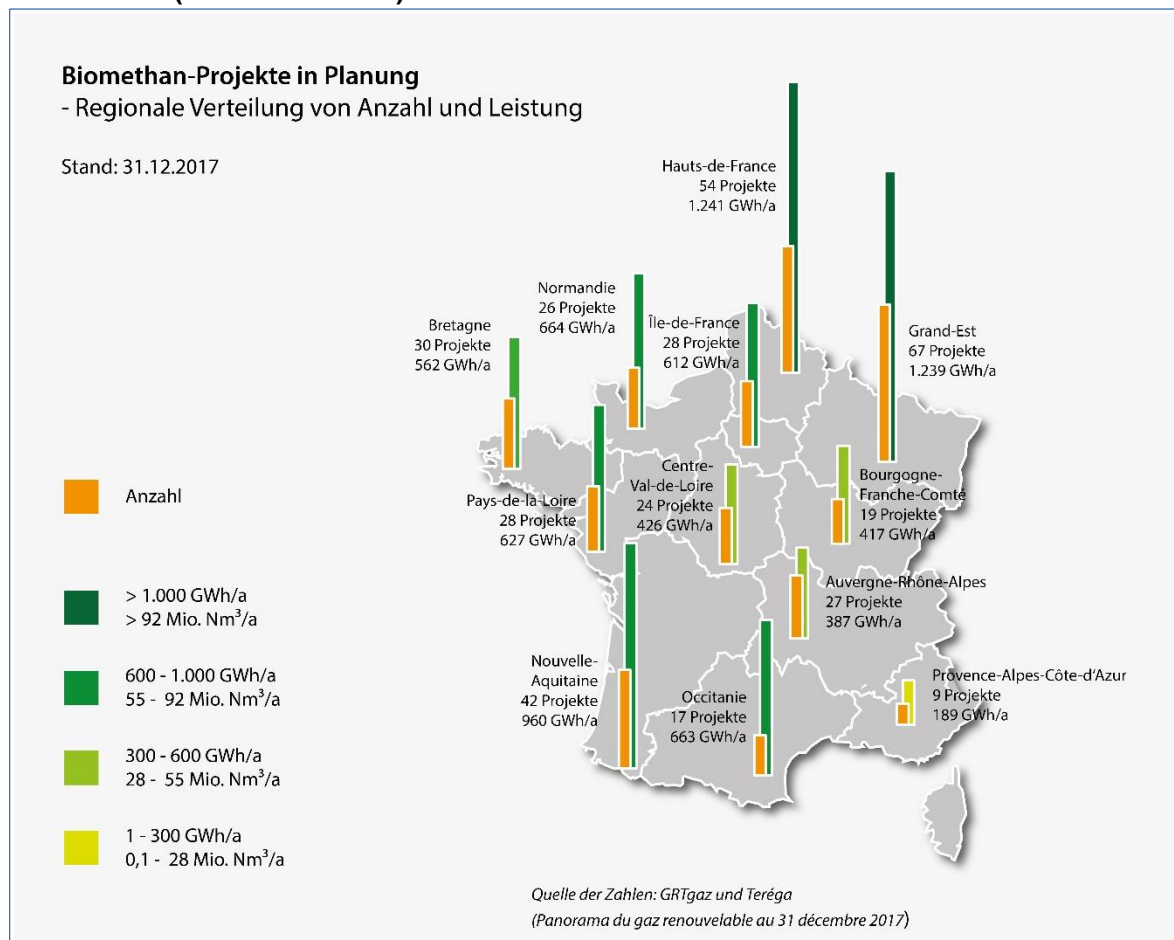 Biomethan-Projekte in Planung
- Regionale Verteilung von Anzahl und Leistung
Stand: 31.12.2017
Hauts-de-France
54 Projekte
1.241 GWh/a
Normandie
26 Projekte
664 GWh/a
Île-de-France
28 Projekte
612 GWh/a
Bretagne
30 Projekte
562 GWh/a
Grand-Est
67 Projekte
1.239 GWh/a
Centre-
Val-de-Loire
24 Projekte
426 GWh/a
Bourgogne-
Franche-Comté
19 Projekte
417 GWh/a
Pays-de-la-Loire
28 Projekte
627 GWh/a
Auvergne-Rhône-Alpes
27 Projekte
387 GWh/a
Nouvelle-
Aquitaine
42 Projekte
960 GWh/a
Occitanie
17 Projekte
663 GWh/a
Provence-Alpes-Côte-d'Azur
9 Projekte
189 GWh/a
Anzahl
> 1.000 GWh/a
> 92 Mio. Nm³/a
600 - 1.000 GWh/a
55 - 92 Mio. Nm³/a
300 - 600 GWh/a
28 - 55 Mio. Nm³/a
1 - 300 GWh/a
0,1 - 28 Mio. Nm³/a
Quelle der Zahlen: GRTgaz und Teréga
(Panorama du gaz renouvelable au 31 décembre 2017)